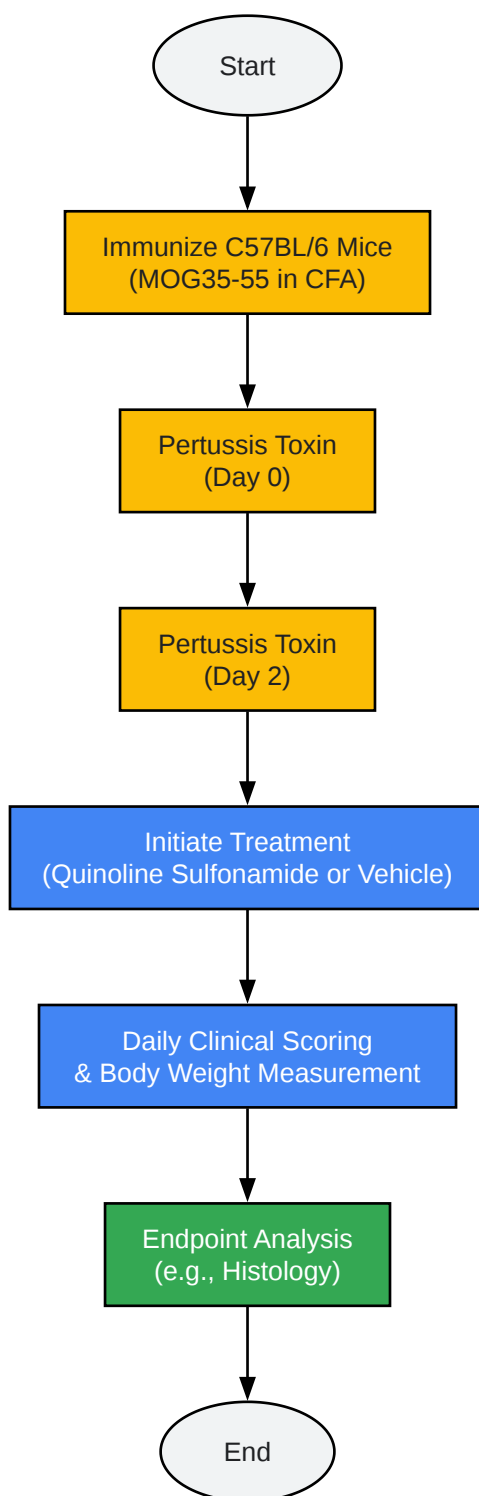 Start
Immunize C57BL/6 Mice
(MOG35-55 in CFA)
Pertussis Toxin
(Day 0)
Pertussis Toxin
(Day 2)
Initiate Treatment
(Quinoline Sulfonamide or Vehicle)
Daily Clinical Scoring
& Body Weight Measurement
Endpoint Analysis
(e.g., Histology)
End